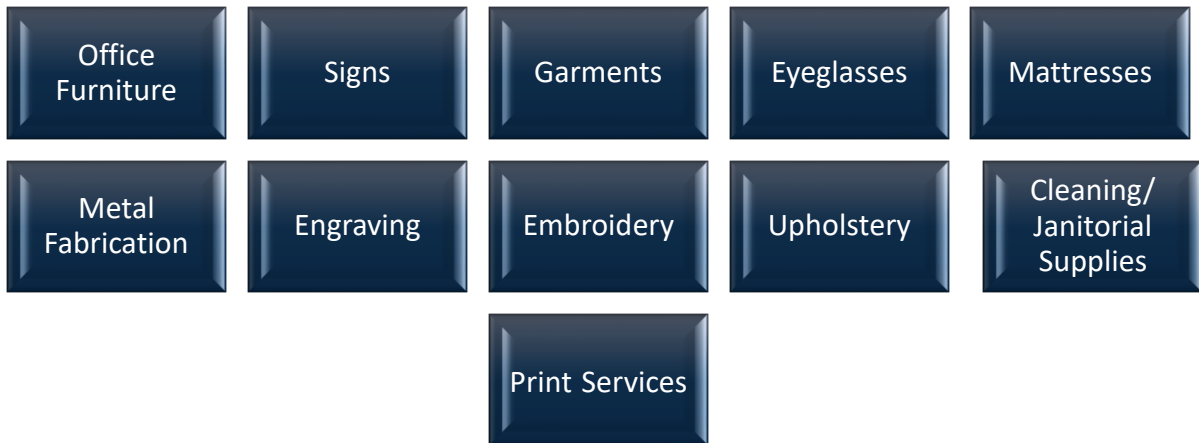 Office
Furniture
Signs
Garments
Eyeglasses
Mattresses
Metal
Fabrication
Engraving
Embroidery
Upholstery
Cleaning/
Janitorial
Supplies
Print Services